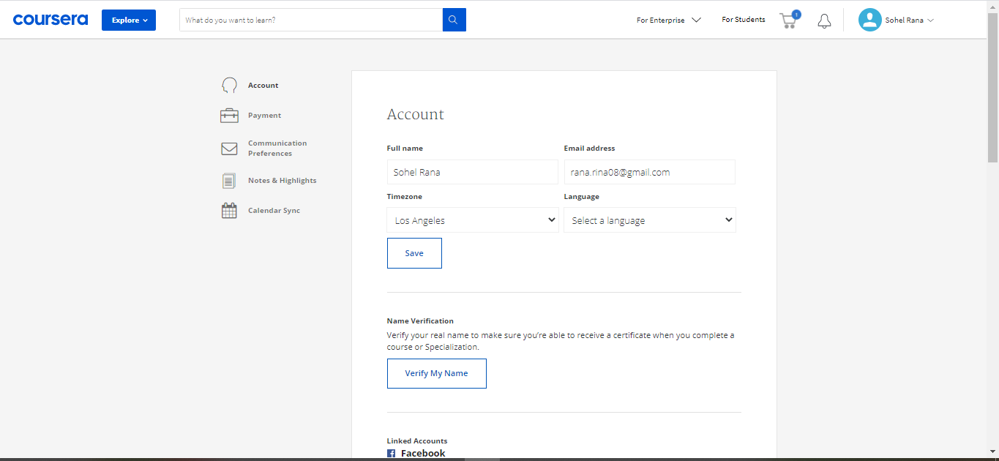 coursera
Explore
What do you want to learn?
For Enterprise
For Students
1
Sohel Rana
Account
Payment
Communication
Preferences
Notes & Highlights
Calendar Sync
Account
Full name
Email address
Sohel Rana
rana.rina08@gmail.com
Timezone
Language
Los Angeles
Select a language
Save
Name Verification
Verify your real name to make sure you’re able to receive a certificate when you complete a
course or Specialization.
Verify My Name
Linked Accounts
Facebook